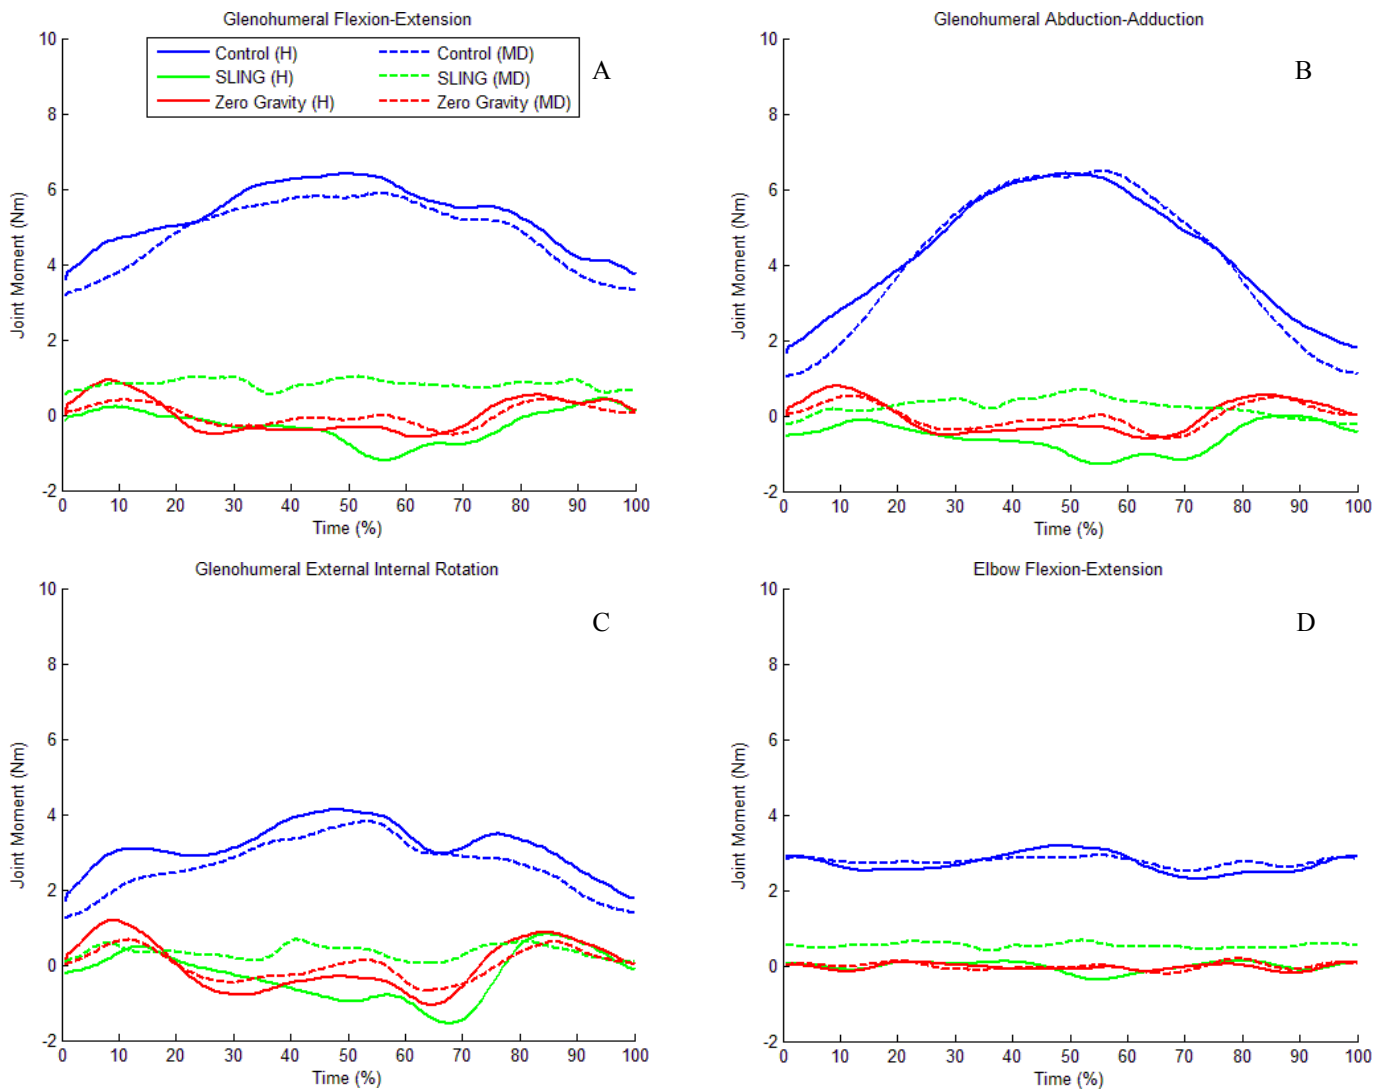 Glenohumeral Flexion-Extension
10
8
6
4
2
0
-2
Joint Moment (Nm)
Control (H)
SLING (H)
Zero Gravity (H)
Control (MD)
SLING (MD)
Zero Gravity (MD)
A
0 10 20 30 40 50 60 70 80 90 100
Time (%)
Glenohumeral Abduction-Adduction
10
8
6
4
2
0
-2
Joint Moment (Nm)
B
0 10 20 30 40 50 60 70 80 90 100
Time (%)
Glenohumeral External Internal Rotation
10
8
6
4
2
0
-2
Joint Moment (Nm)
C
0 10 20 30 40 50 60 70 80 90 100
Time (%)
Elbow Flexion-Extension
10
8
6
4
2
0
-2
Joint Moment (Nm)
D
0 10 20 30 40 50 60 70 80 90 100
Time (%)